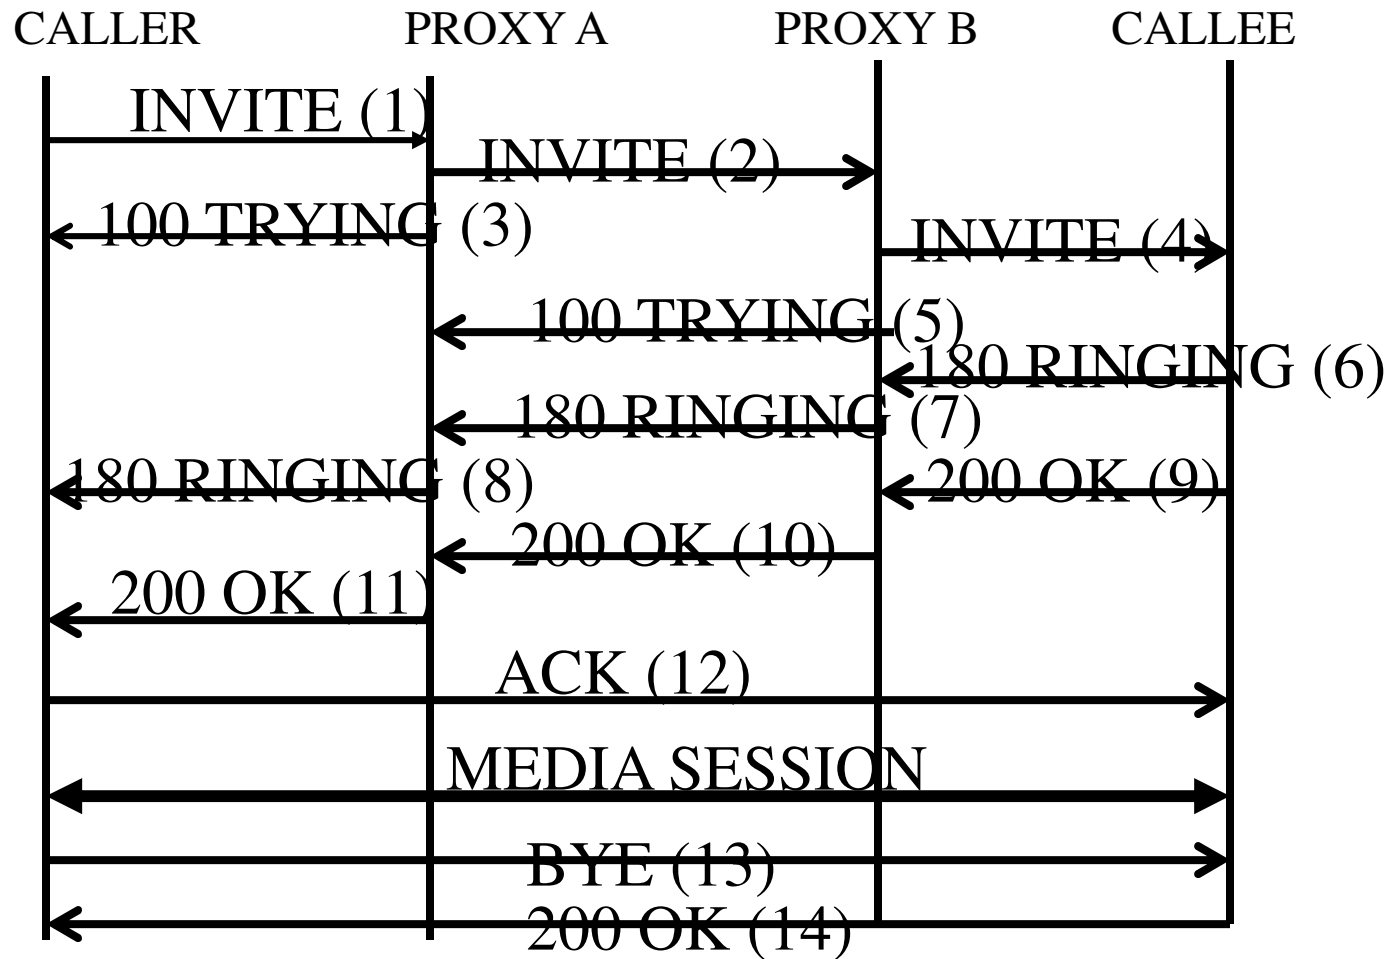 CALLER PROXY A PROXY B CALLEE
INVITE (1)
INVITE (2)
100 TRYING (3)
INVITE (4)
100 TRYING (5)
180 RINGING (6)
180 RINGING (7)
180 RINGING (8)
200 OK (9)
200 OK (10)
200 OK (11)
ACK (12)
MEDIA SESSION
BYE (13)
200 OK (14)